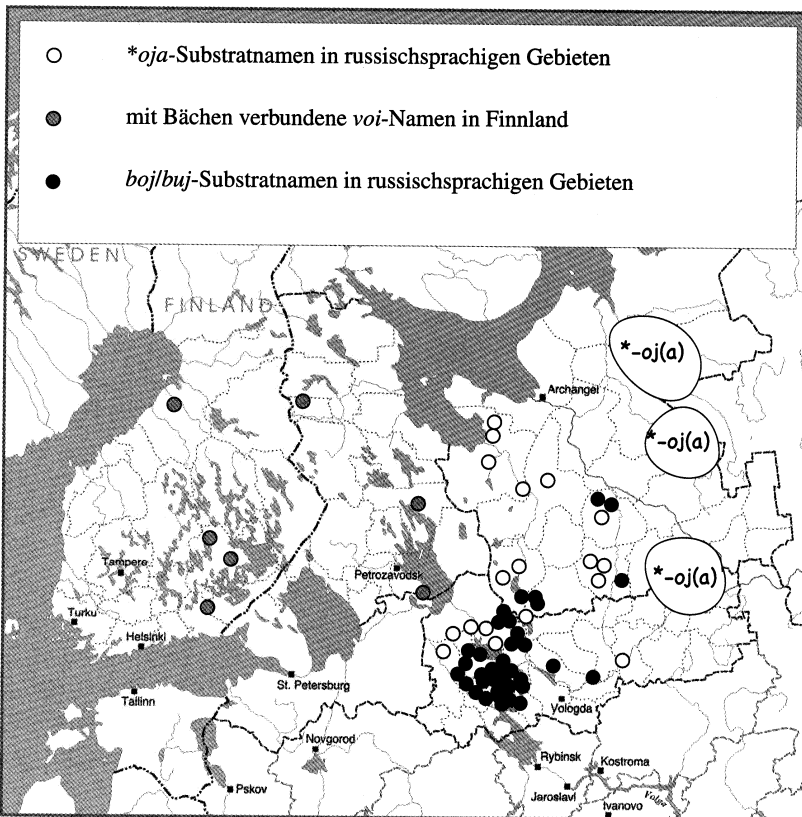 *oja-Substratnamen in russischsprachigen Gebieten
mit Bächen verbundene voi-Namen in Finnland
boj/buj-Substratnamen in russischsprachigen Gebieten
SWEDEN
FINLAND
*-oj(a)
Archangel
*-oj(a)
Tampere
Petrozavodsk
*-oj(a)
Turku
Helsinki
St. Petersburg
Tallinn
Vologda
Novgorod
Rybinsk
Kostroma
Pskov
Jaroslavl
Volga
Ivanovo